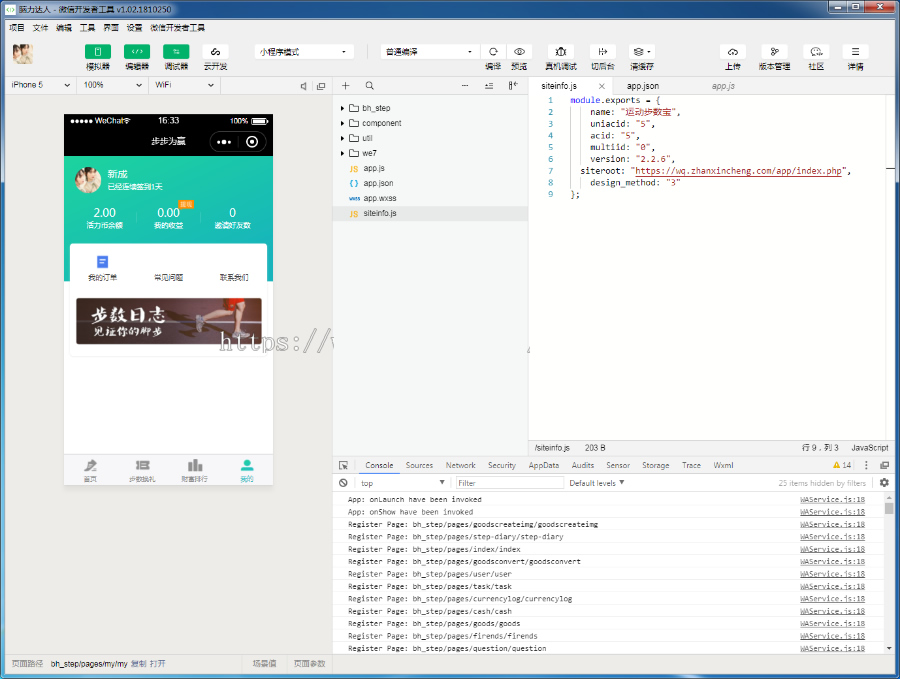 脑力达人 - 微信开发者工具 v1.02.1810250
项目 文件 编辑 工具 界面 设置 微信开发者工具
小程序模式 普通编译
模拟器 编辑器 调试器 云开发 编译 预览 真机调试 切后台 清缓存 上传 版本管理 社区 详情
iPhone 5 100% WiFi
siteinfo.js app.json app.js
WeChat 16:33 100%
步步为赢
新成
已经连续签到1天
2.00 0.00 0
活力币余额 我的收益 邀请好友数
我的订单 常见问题 联系我们
步数日志
见证你的脚步
首页 步数换礼 财富排行 我的
bh_step
component
util
we7
JS app.js
{ } app.json
wxss app.wxss
JS siteinfo.js
1 module.exports = {
2 name: "运动步数宝",
3 uniacid: "5",
4 acid: "5",
5 multiid: "0",
6 version: "2.2.6",
7 siteroot: "https://wq.zhanxincheng.com/app/index.php",
8 design_method: "3"
9 };
https://
/siteinfo.js 203 B 行 9，列 3 JavaScript
Console Sources Network Security AppData Audits Sensor Storage Trace Wxml 14
top Filter Default levels 25 items hidden by filters
App: onLaunch have been invoked WAService.js:18
App: onShow have been invoked WAService.js:18
Register Page: bh_step/pages/goodscreateimg/goodscreateimg WAService.js:18
Register Page: bh_step/pages/step-diary/step-diary WAService.js:18
Register Page: bh_step/pages/index/index WAService.js:18
Register Page: bh_step/pages/goodsconvert/goodsconvert WAService.js:18
Register Page: bh_step/pages/user/user WAService.js:18
Register Page: bh_step/pages/task/task WAService.js:18
Register Page: bh_step/pages/currencylog/currencylog WAService.js:18
Register Page: bh_step/pages/cash/cash WAService.js:18
Register Page: bh_step/pages/goods/goods WAService.js:18
Register Page: bh_step/pages/firends/firends WAService.js:18
Register Page: bh_step/pages/question/question WAService.js:18
页面路径 bh_step/pages/my/my 复制 打开 场景值 页面参数